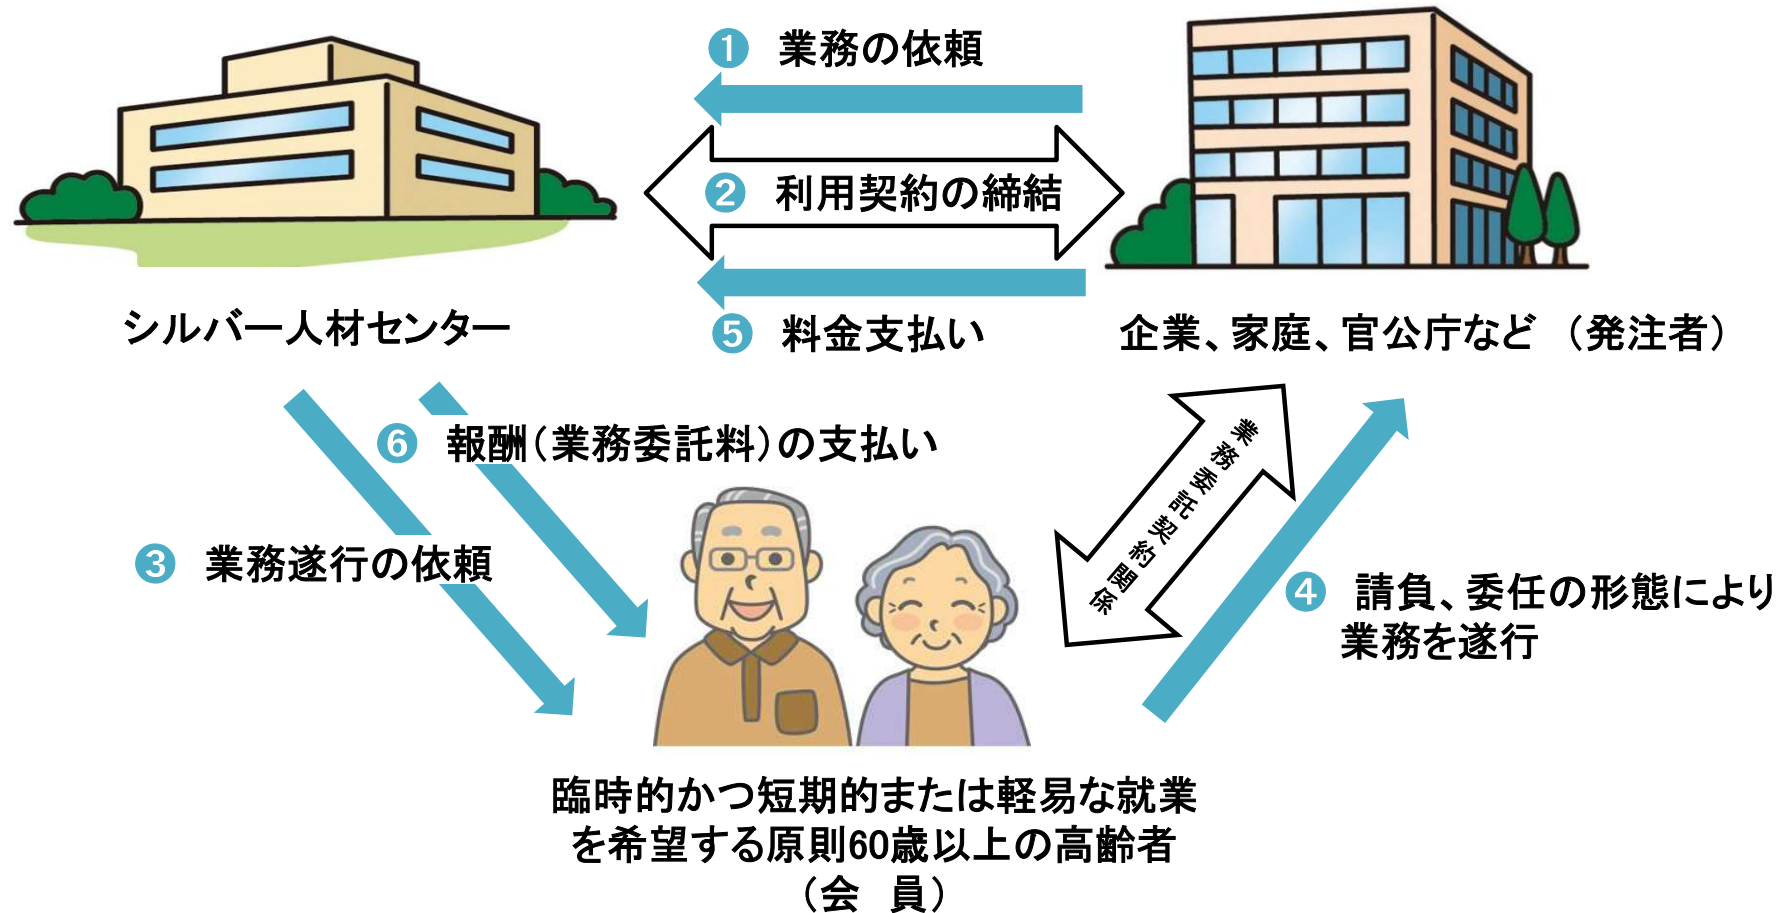 ❶ 業務の依頼
❷ 利用契約の締結
❺ 料金支払い
シルバー人材センター
企業、家庭、官公庁など （発注者）
❻ 報酬（業務委託料）の支払い
業務委託契約関係
❸ 業務遂行の依頼
❹ 請負、委任の形態により
業務を遂行
臨時的かつ短期的または軽易な就業
を希望する原則60歳以上の高齢者
（会 員）